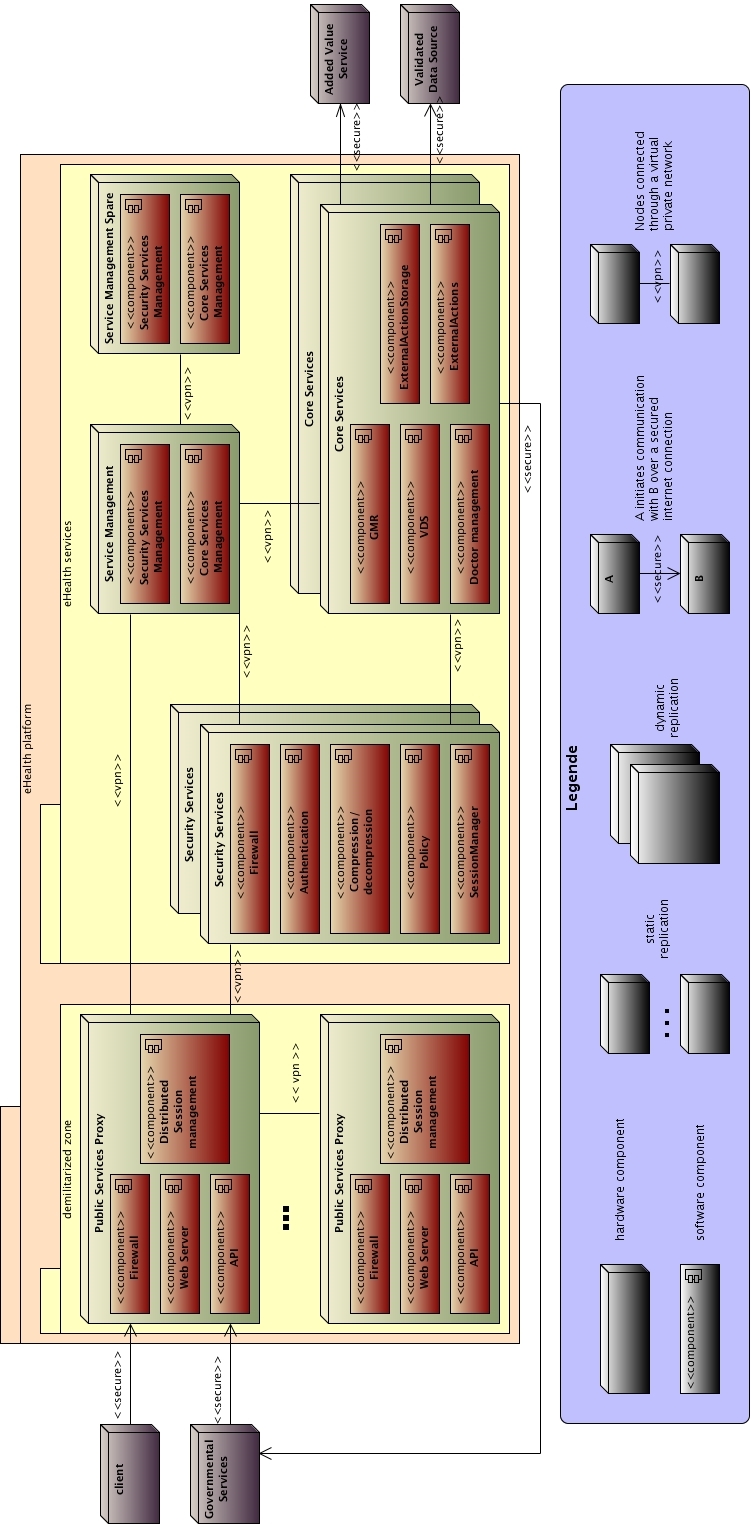 eHealth platform
demilitarized zone
Public Services Proxy
<<component>>
Firewall
<<component>>
Web Server
<<component>>
API
<<component>>
Distributed
Session
management
<< vpn >>
...
Public Services Proxy
<<component>>
Firewall
<<component>>
Web Server
<<component>>
API
<<component>>
Distributed
Session
management
client
<<secure>>
Governmental
Services
<<secure>>
<<vpn>>
<<vpn>>
eHealth services
Security Services
Security Services
<<component>>
Firewall
<<component>>
Authentication
<<component>>
Compression/
decompression
<<component>>
Policy
<<component>>
SessionManager
<<vpn>>
<<vpn>>
Service Management
<<component>>
Security Services
Management
<<component>>
Core Services
Management
<<vpn>>
<<vpn>>
Service Management Spare
<<component>>
Security Services
Management
<<component>>
Core Services
Management
Core Services
Core Services
<<component>>
GMR
<<component>>
VDS
<<component>>
Doctor management
<<component>>
ExternalActionStorage
<<component>>
ExternalActions
<<secure>>
<<secure>>
<<secure>>
Added Value
Service
Validated
Data Source
Legende
hardware component
<<component>>
software component
...
static
replication
dynamic
replication
A
<<secure>>
B
A initiates communication
with B over a secured
internet connection
<<vpn>>
Nodes connected
through a virtual
private network